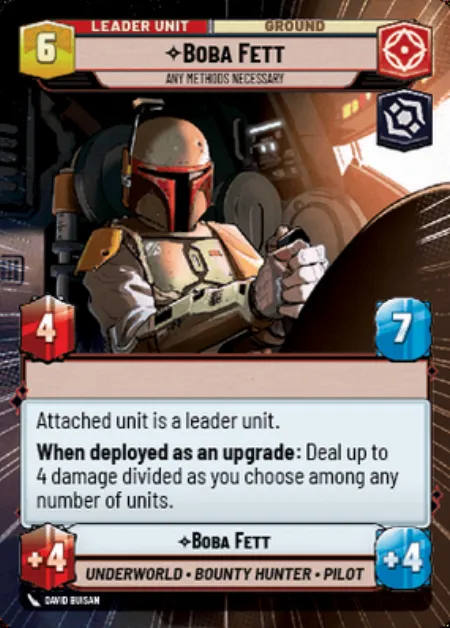 LEADER UNIT
GROUND
6
BOBA FETT
ANY METHODS NECESSARY
4
7
Attached unit is a leader unit.
When deployed as an upgrade: Deal up to
4 damage divided as you choose among any
number of units.
BOBA FETT
+4
+4
UNDERWORLD • BOUNTY HUNTER • PILOT
DAVID BUISAN